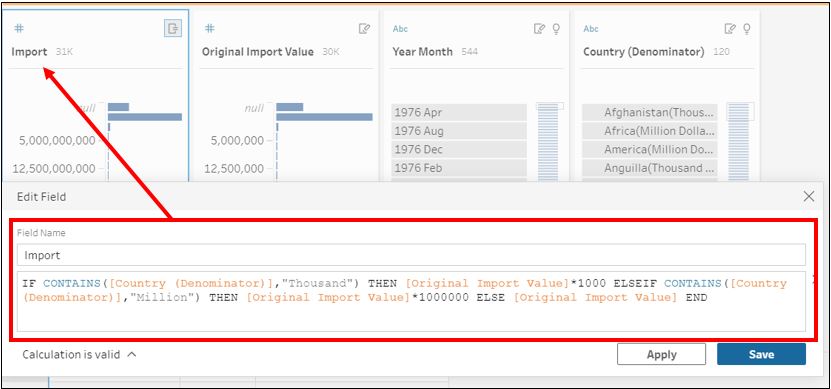 # # Abc Abc
Import 31K Original Import Value 30K Year Month 544 Country (Denominator) 120
null null 1976 Apr Afghanistan(Thous...
5,000,000,000 5,000,000,000 1976 Aug Africa(Million Dolla...
1976 Dec America(Million Dol...
12,500,000,000 12,500,000,000 1976 Feb Anguilla(Thousand ...
Edit Field
Field Name
Import
IF CONTAINS([Country (Denominator)],"Thousand") THEN [Original Import Value]*1000 ELSEIF CONTAINS([Country
(Denominator)],"Million") THEN [Original Import Value]*1000000 ELSE [Original Import Value] END
Calculation is valid Apply Save